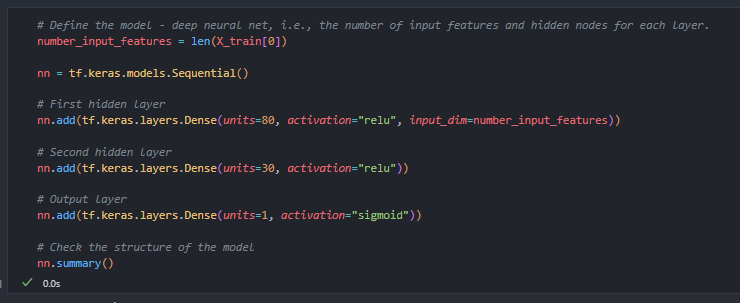 # Define the model - deep neural net, i.e., the number of input features and hidden nodes for each layer.
number_input_features = len(X_train[0])
nn = tf.keras.models.Sequential()
# First hidden layer
nn.add(tf.keras.layers.Dense(units=80, activation="relu", input_dim=number_input_features))
# Second hidden layer
nn.add(tf.keras.layers.Dense(units=30, activation="relu"))
# Output layer
nn.add(tf.keras.layers.Dense(units=1, activation="sigmoid"))
# Check the structure of the model
nn.summary()
0.0s